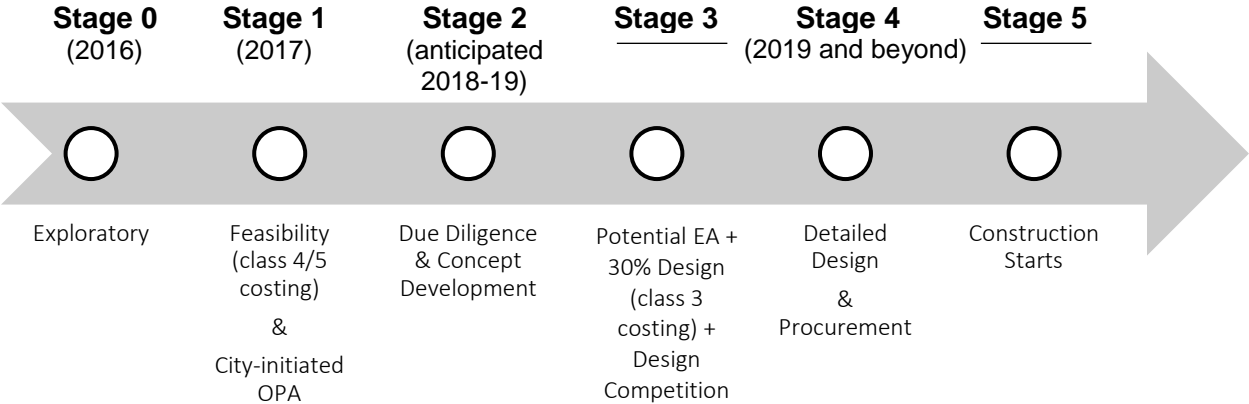 Stage 0
(2016)
Stage 1
(2017)
Stage 2
(anticipated
2018-19)
Stage 3
Stage 4
(2019 and beyond)
Stage 5
Exploratory
Feasibility
(class 4/5
costing)
&
City-initiated
OPA
Due Diligence
& Concept
Development
Potential EA +
30% Design
(class 3
costing) +
Design
Competition
Detailed
Design
&
Procurement
Construction
Starts